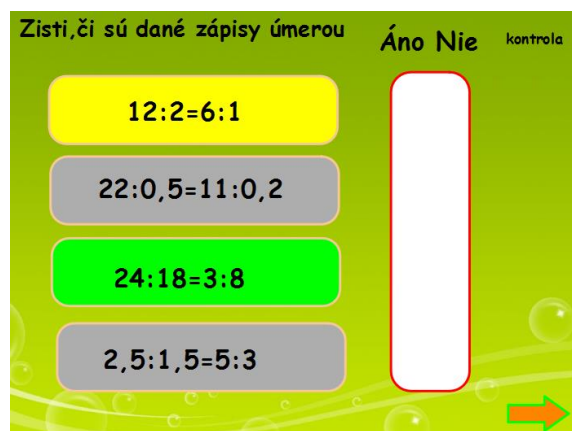 Zisti,či sú dané zápisy úmerou
Áno Nie
kontrola
12:2=6:1
22:0,5=11:0,2
24:18=3:8
2,5:1,5=5:3